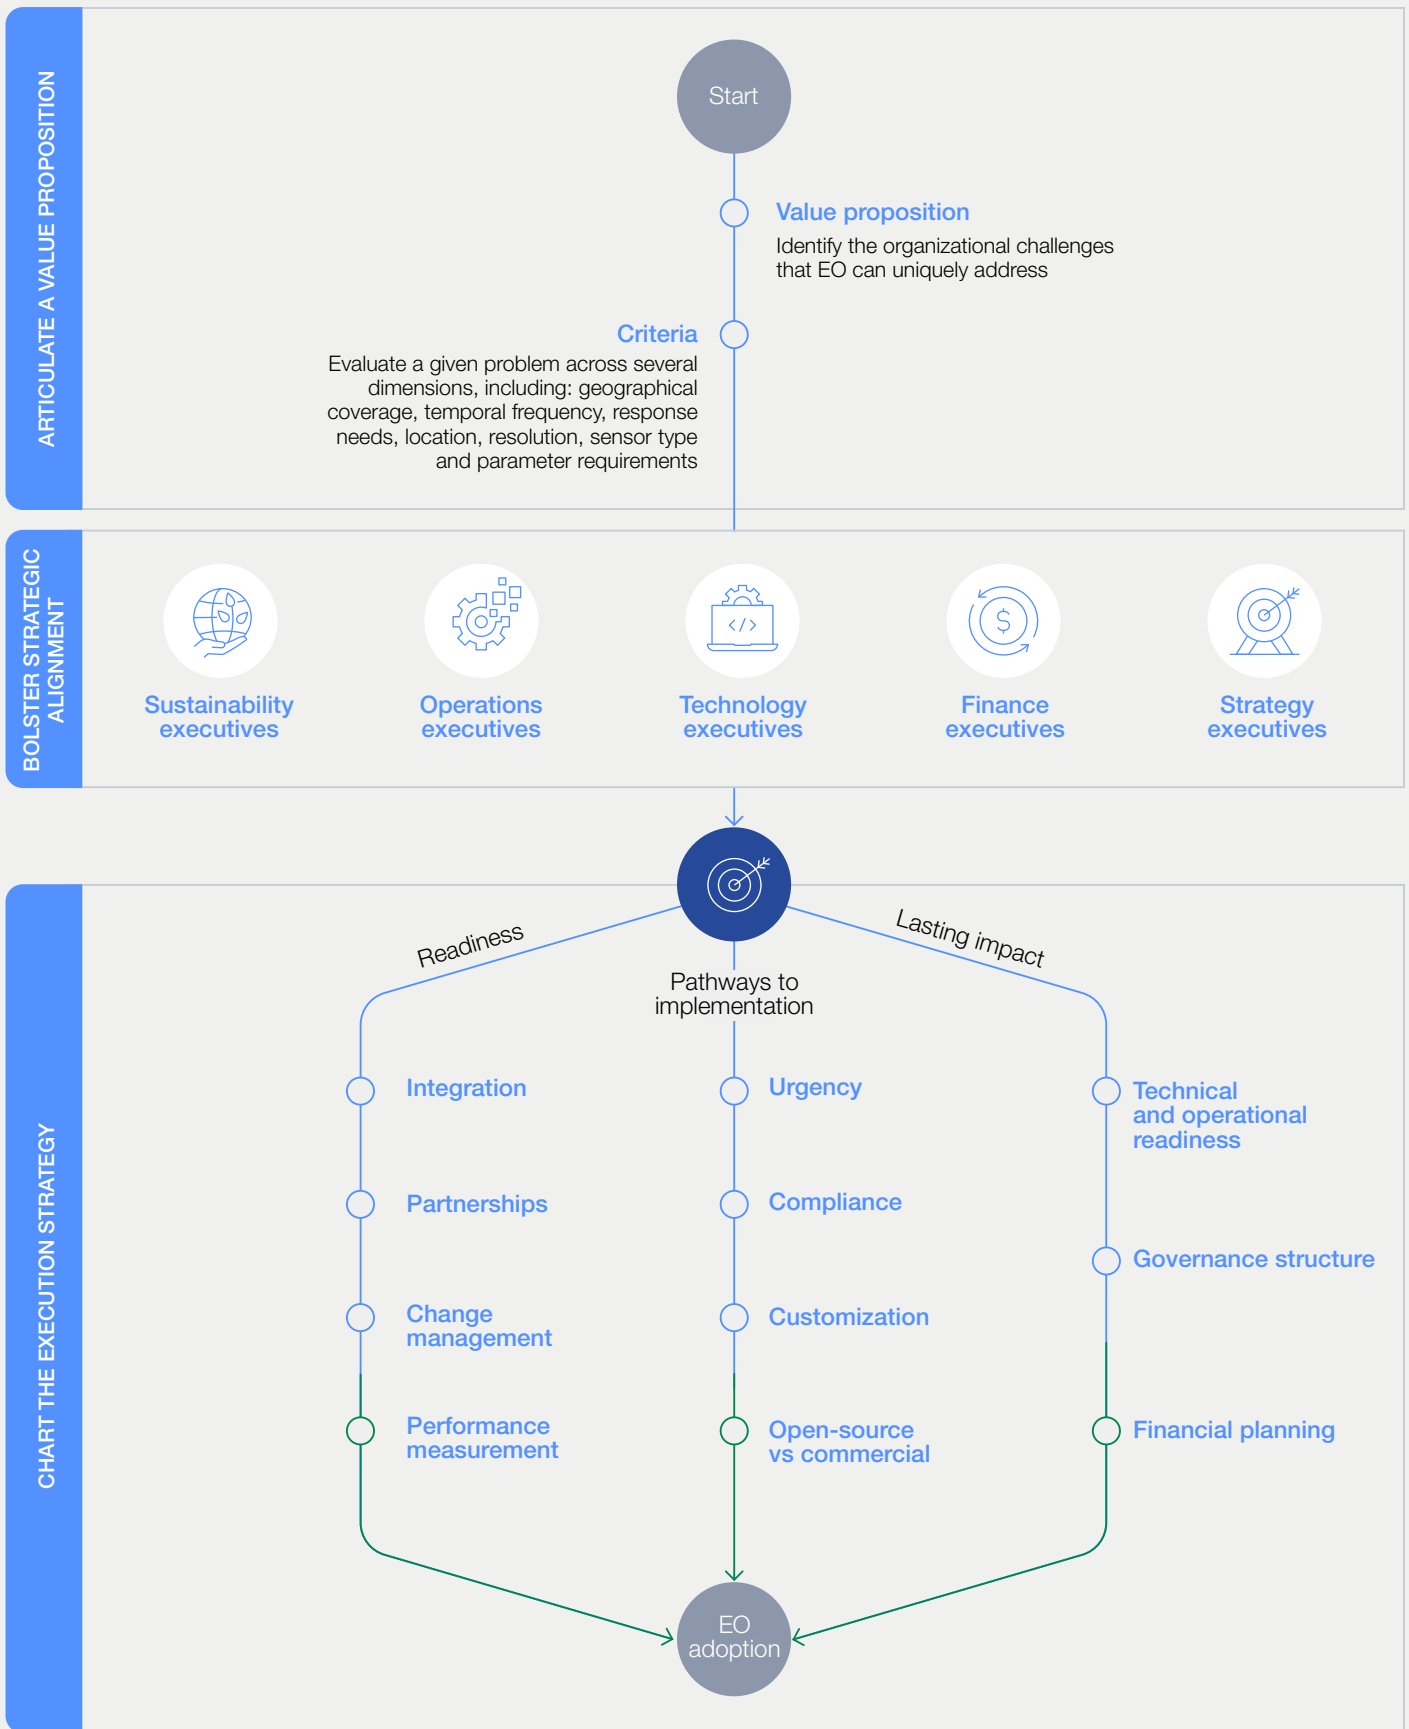 ARTICULATE A VALUE PROPOSITION
Start
Value proposition
Identify the organizational challenges
that EO can uniquely address
Criteria
Evaluate a given problem across several
dimensions, including: geographical
coverage, temporal frequency, response
needs, location, resolution, sensor type
and parameter requirements
BOLSTER STRATEGIC
ALIGNMENT
Sustainability
executives
Operations
executives
</>
Technology
executives
$
Finance
executives
Strategy
executives
CHART THE EXECUTION STRATEGY
Readiness
Pathways to
implementation
Lasting impact
Integration
Partnerships
Change
management
Performance
measurement
Urgency
Compliance
Customization
Open-source
vs commercial
Technical
and operational
readiness
Governance structure
Financial planning
EO
adoption